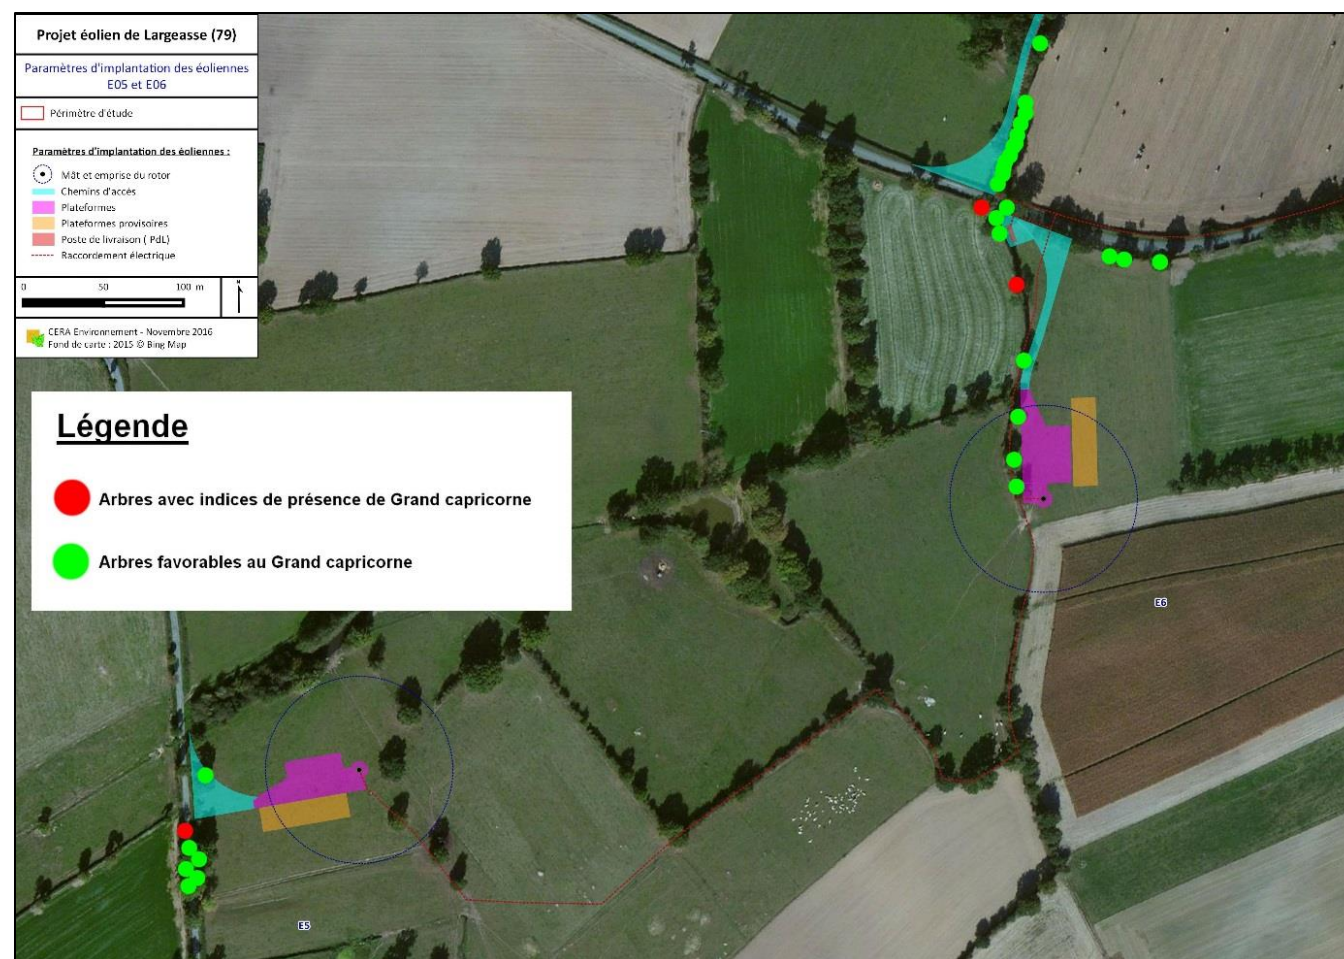 Projet éolien de Largeasse (79)
Paramètres d'implantation des éoliennes
E05 et E06
Périmètre d'étude
Paramètres d'implantation des éoliennes :
Mât et emprise du rotor
Chemins d'accès
Plateformes
Plateformes provisoires
Poste de livraison ( PdL)
Raccordement électrique
0 50 100 m
N
CERA Environnement - Novembre 2016
Fond de carte : 2015 © Bing Map
Légende
Arbres avec indices de présence de Grand capricorne
Arbres favorables au Grand capricorne
E6
E5